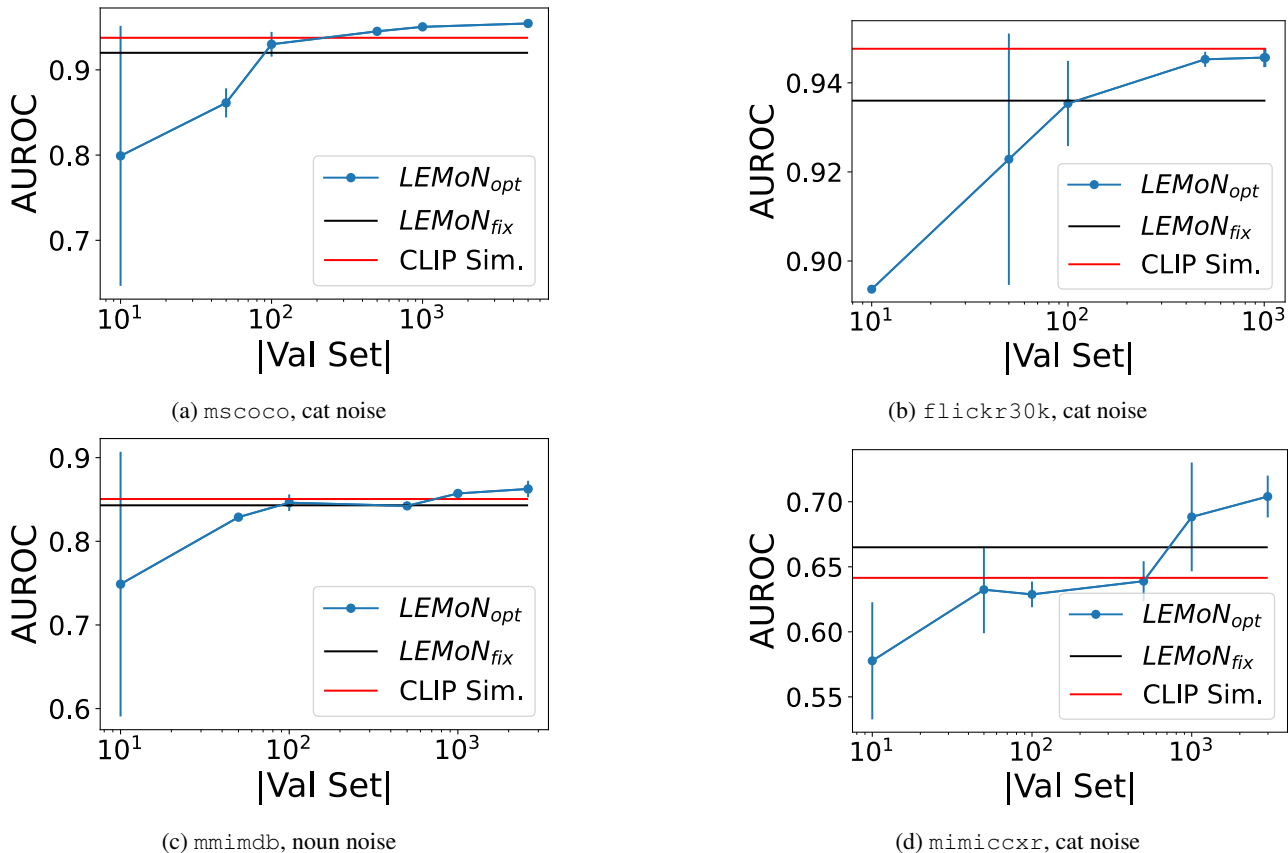 AUROC
0.9
0.8
0.7
LEMoN_opt
LEMoN_fix
CLIP Sim.
10^1
10^2
10^3
|Val Set|
(a) mscoco, cat noise
AUROC
0.94
0.92
0.90
LEMoN_opt
LEMoN_fix
CLIP Sim.
10^1
10^2
10^3
|Val Set|
(b) flickr30k, cat noise
AUROC
0.9
0.8
0.7
0.6
LEMoN_opt
LEMoN_fix
CLIP Sim.
10^1
10^2
10^3
|Val Set|
(c) mmimdb, noun noise
AUROC
0.70
0.65
0.60
0.55
LEMoN_opt
LEMoN_fix
CLIP Sim.
10^1
10^2
10^3
|Val Set|
(d) mimiccxr, cat noise